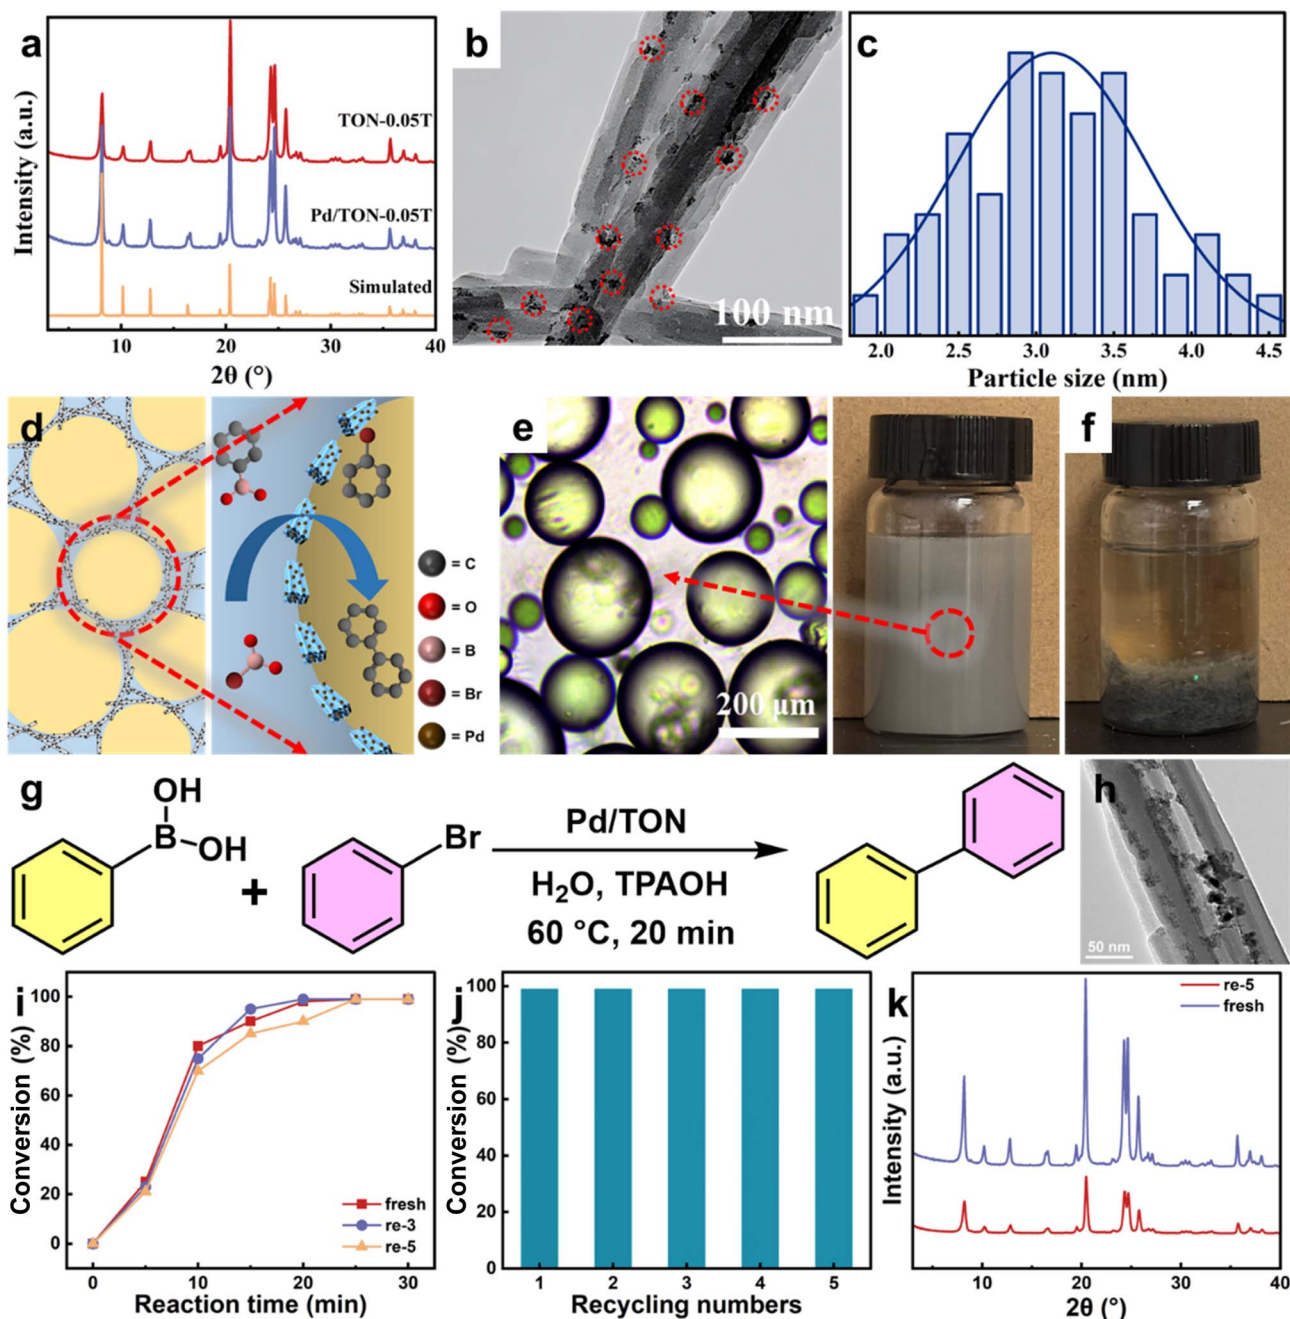 a
Intensity (a.u.)
TON-0.05T
Pd/TON-0.05T
Simulated
10 20 30 40
2θ (°)
b
100 nm
c
2.0 2.5 3.0 3.5 4.0 4.5
Particle size (nm)
d
= C
= O
= B
= Br
= Pd
e
200 μm
f
g
OH
B
OH
+
Br
Pd/TON
H₂O, TPAOH
60 °C, 20 min
h
50 nm
i
Conversion (%)
100
80
60
40
20
0
fresh
re-3
re-5
0 10 20 30
Reaction time (min)
j
Conversion (%)
100
80
60
40
20
0
1 2 3 4 5
Recycling numbers
k
Intensity (a.u.)
re-5
fresh
10 20 30 40
2θ (°)